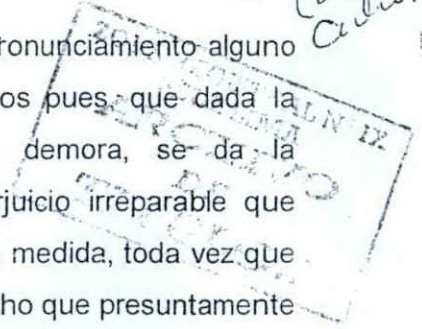 ronunciamiento alguno
os pues, que dada la
demora, se da la
rjuicio irreparable que
medida, toda vez que
ho que presuntamente